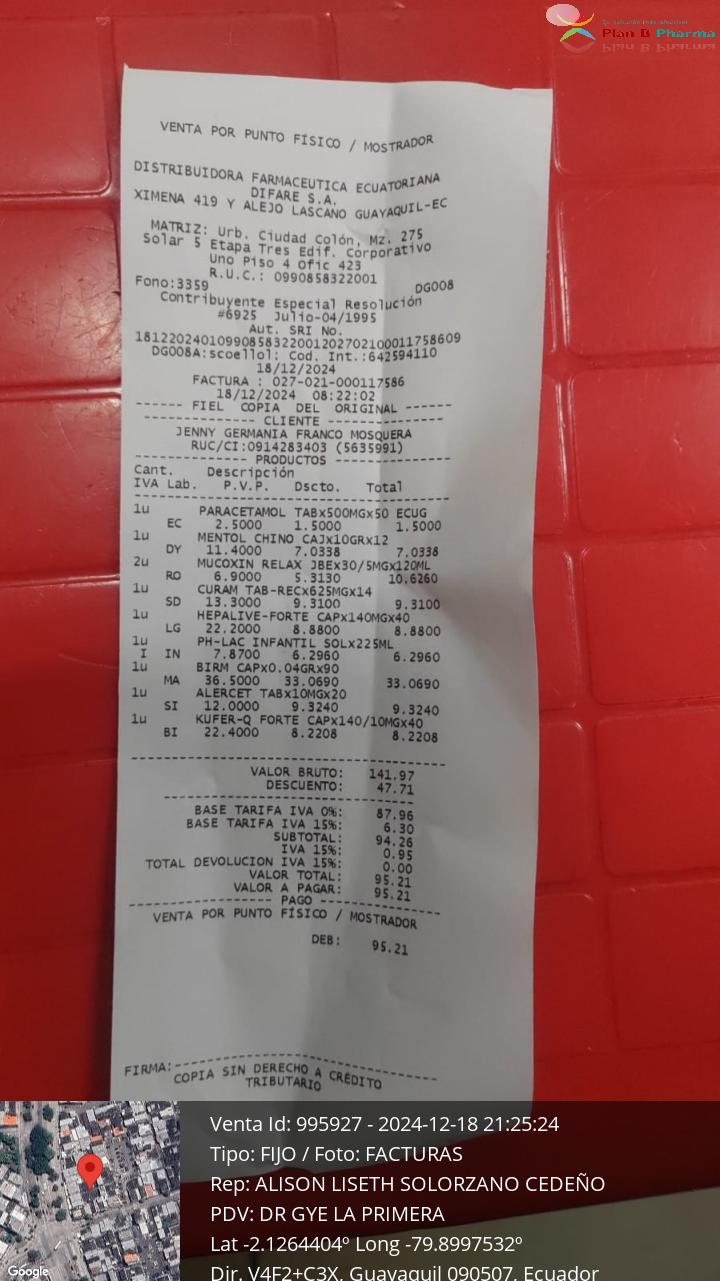 Plan B Pharma
VENTA POR PUNTO FÍSICO / MOSTRADOR
DISTRIBUIDORA FARMACEUTICA ECUATORIANA
DIFARE S.A.
XIMENA 419 Y ALEJO LASCANO GUAYAQUIL-EC
MATRIZ: Urb. Ciudad Colón, Mz. 275
Solar 5 Etapa Tres Edif. Corporativo
Uno Piso 4 Ofic 423
R.U.C.: 0990858322001
Fono:3359 DG008
Contribuyente Especial Resolución
#6925 Julio-04/1995
Aut. SRI No.
18122024010990858322001202702100011758609
DG008A:scoellol: Cod. Int.:642594110
18/12/2024
FACTURA : 027-021-000117586
18/12/2024 08:22:02
------ FIEL COPIA DEL ORIGINAL ------
---------------- CLIENTE ----------------
JENNY GERMANIA FRANCO MOSQUERA
RUC/CI:0914283403 (5635991)
--------------- PRODUCTOS ---------------
Cant. Descripción
IVA Lab. P.V.P. Dscto. Total
-----------------------------------------
1u PARACETAMOL TABx500MGx50 ECUG
EC 2.5000 1.5000 1.5000
1u MENTOL CHINO CAJx10GRx12
DY 11.4000 7.0338 7.0338
2u MUCOXIN RELAX JBEx30/5MGx120ML
RO 6.9000 5.3130 10.6260
1u CURAM TAB-RECx625MGx14
SD 13.3000 9.3100 9.3100
1u HEPALIVE-FORTE CAPx140MGx40
LG 22.2000 8.8800 8.8800
1u PH-LAC INFANTIL SOLx225ML
I IN 7.8700 6.2960 6.2960
1u BIRM CAPx0.04GRx90
MA 36.5000 33.0690 33.0690
1u ALERCET TABx10MGx20
SI 12.0000 9.3240 9.3240
1u KUFER-Q FORTE CAPx140/10MGx40
BI 22.4000 8.2208 8.2208
-----------------------------------------
VALOR BRUTO: 141.97
DESCUENTO: 47.71
-----------------------------------------
BASE TARIFA IVA 0%: 87.96
BASE TARIFA IVA 15%: 6.30
SUBTOTAL: 94.26
IVA 15%: 0.95
TOTAL DEVOLUCION IVA 15%: 0.00
VALOR TOTAL: 95.21
VALOR A PAGAR: 95.21
------------------ PAGO -----------------
VENTA POR PUNTO FÍSICO / MOSTRADOR
DEB: 95.21
FIRMA:-----------------------------------
COPIA SIN DERECHO A CRÉDITO
TRIBUTARIO
Venta Id: 995927 - 2024-12-18 21:25:24
Tipo: FIJO / Foto: FACTURAS
Rep: ALISON LISETH SOLORZANO CEDEÑO
PDV: DR GYE LA PRIMERA
Lat -2.1264404º Long -79.8997532º
Dir. V4F2+C3X, Guayaquil 090507, Ecuador
Google